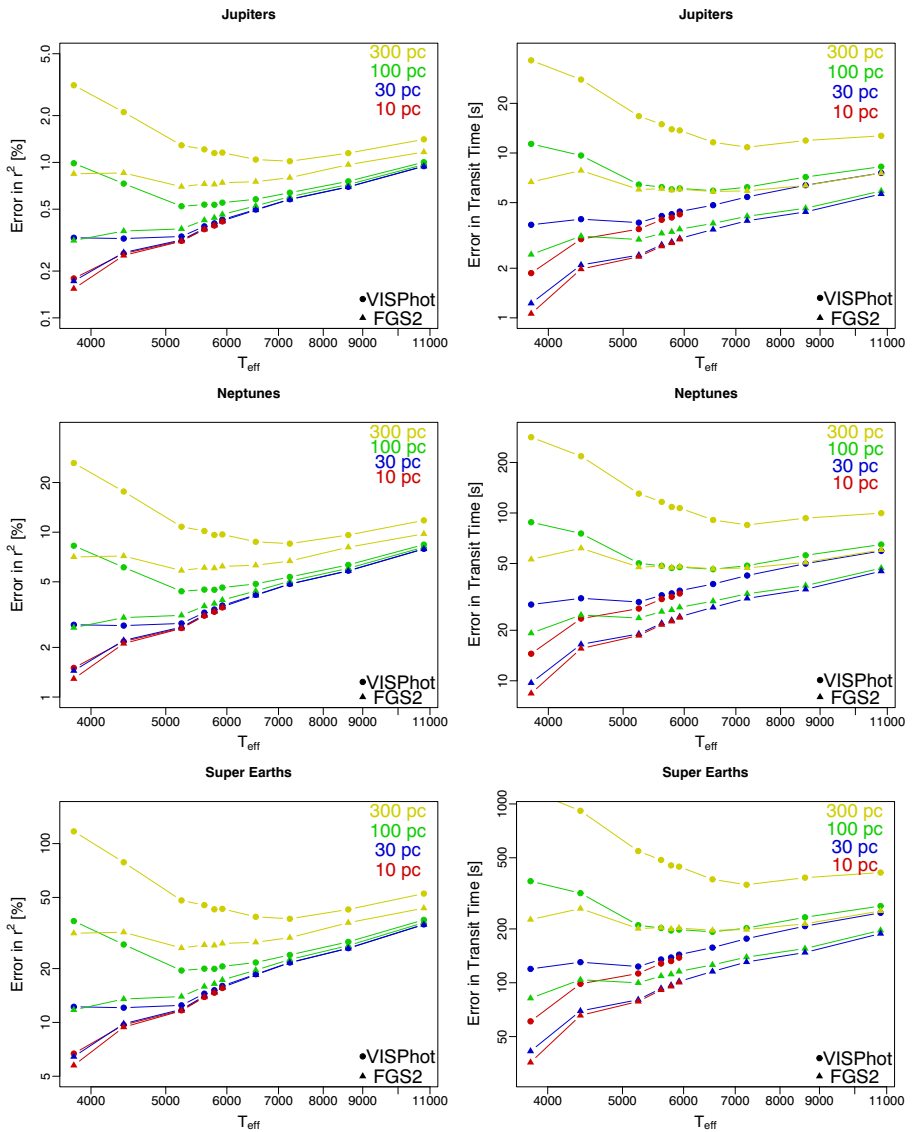 Jupiters
Error in r² [%]
5.0
2.0
1.0
0.5
0.2
0.1
300 pc
100 pc
30 pc
10 pc
VISPhot
FGS2
4000 5000 6000 7000 8000 9000 11000
T_eff
Jupiters
Error in Transit Time [s]
20
10
5
2
1
300 pc
100 pc
30 pc
10 pc
VISPhot
FGS2
4000 5000 6000 7000 8000 9000 11000
T_eff
Neptunes
Error in r² [%]
20
10
5
2
1
300 pc
100 pc
30 pc
10 pc
VISPhot
FGS2
4000 5000 6000 7000 8000 9000 11000
T_eff
Neptunes
Error in Transit Time [s]
200
100
50
20
10
300 pc
100 pc
30 pc
10 pc
VISPhot
FGS2
4000 5000 6000 7000 8000 9000 11000
T_eff
Super Earths
Error in r² [%]
100
50
20
10
5
300 pc
100 pc
30 pc
10 pc
VISPhot
FGS2
4000 5000 6000 7000 8000 9000 11000
T_eff
Super Earths
Error in Transit Time [s]
1000
500
200
100
50
300 pc
100 pc
30 pc
10 pc
VISPhot
FGS2
4000 5000 6000 7000 8000 9000 11000
T_eff